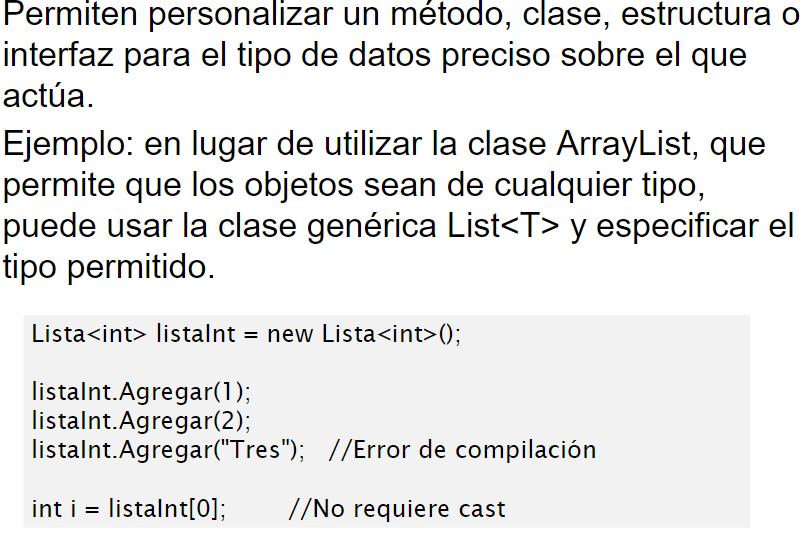 Permiten personalizar un método, clase, estructura o
interfaz para el tipo de datos preciso sobre el que
actúa.
Ejemplo: en lugar de utilizar la clase ArrayList, que
permite que los objetos sean de cualquier tipo,
puede usar la clase genérica List<T> y especificar el
tipo permitido.
Lista<int> listaInt = new Lista<int>();
listaInt.Agregar(1);
listaInt.Agregar(2);
listaInt.Agregar("Tres"); //Error de compilación
int i = listaInt[0]; //No requiere cast